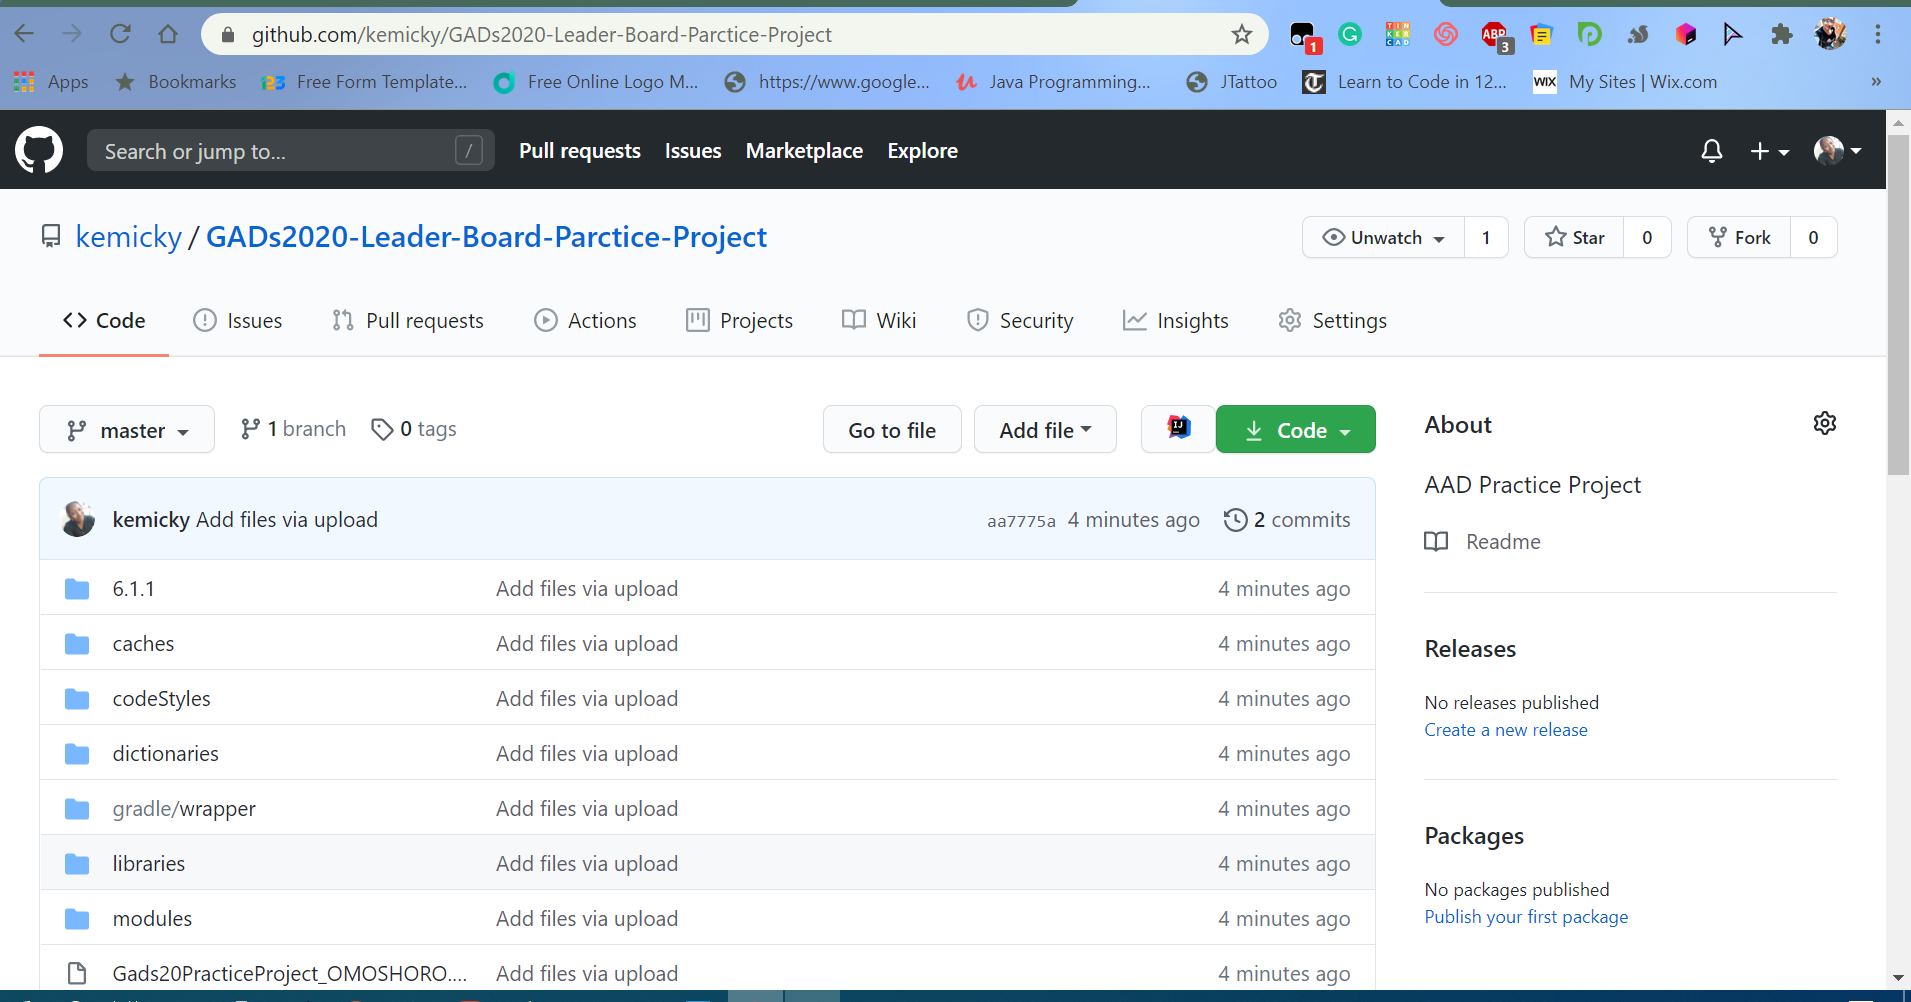 github.com/kemicky/GADs2020-Leader-Board-Parctice-Project
1
TIN
KER
CAD
ABP
3
Apps
Bookmarks
123
Free Form Template...
Free Online Logo M...
https://www.google...
Java Programming...
JTattoo
Learn to Code in 12...
WIX
My Sites | Wix.com
»
Search or jump to...
/
Pull requests
Issues
Marketplace
Explore
kemicky / GADs2020-Leader-Board-Parctice-Project
Unwatch 1
Star 0
Fork 0
Code
Issues
Pull requests
Actions
Projects
Wiki
Security
Insights
Settings
master
1 branch
0 tags
Go to file
Add file
IJ
Code
kemicky Add files via upload
aa7775a 4 minutes ago
2 commits
6.1.1 Add files via upload 4 minutes ago
caches Add files via upload 4 minutes ago
codeStyles Add files via upload 4 minutes ago
dictionaries Add files via upload 4 minutes ago
gradle/wrapper Add files via upload 4 minutes ago
libraries Add files via upload 4 minutes ago
modules Add files via upload 4 minutes ago
Gads20PracticeProject_OMOSHORO.... Add files via upload 4 minutes ago
About
AAD Practice Project
Readme
Releases
No releases published
Create a new release
Packages
No packages published
Publish your first package